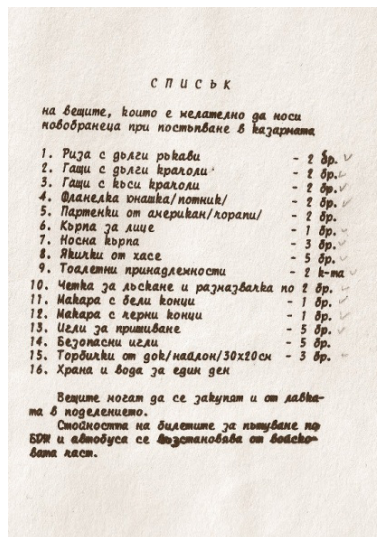 СПИСЪК
на вещите, които е желателно да носи
новобранеца при постъпване в казармата
1. Риза с дълги ръкави - 2 бр.
2. Гащи с дълги крачоли - 2 бр.
3. Гащи с къси крачоли - 2 бр.
4. Фланелка юнашка/потник/ - 2 бр.
5. Партенки от американ/чорапи/ - 2 бр.
6. Кърпа за лице - 1 бр.
7. Носна кърпа - 3 бр.
8. Якички от хасе - 5 бр.
9. Тоалетни принадлежности - 2 к-та
10. Четка за лъскане и размазвачка по 2 бр.
11. Макара с бели конци - 1 бр.
12. Макара с черни конци - 1 бр.
13. Игли за пришиване - 5 бр.
14. Безопасни игли - 5 бр.
15. Торбички от док/найлон/30х20см - 3 бр.
16. Храна и вода за един ден
Вещите могат да се закупят и от лавка-
та в поделението.
Стойността на билетите за пътуване по
БДЖ и автобуса се възстановява от войско-
вата част.